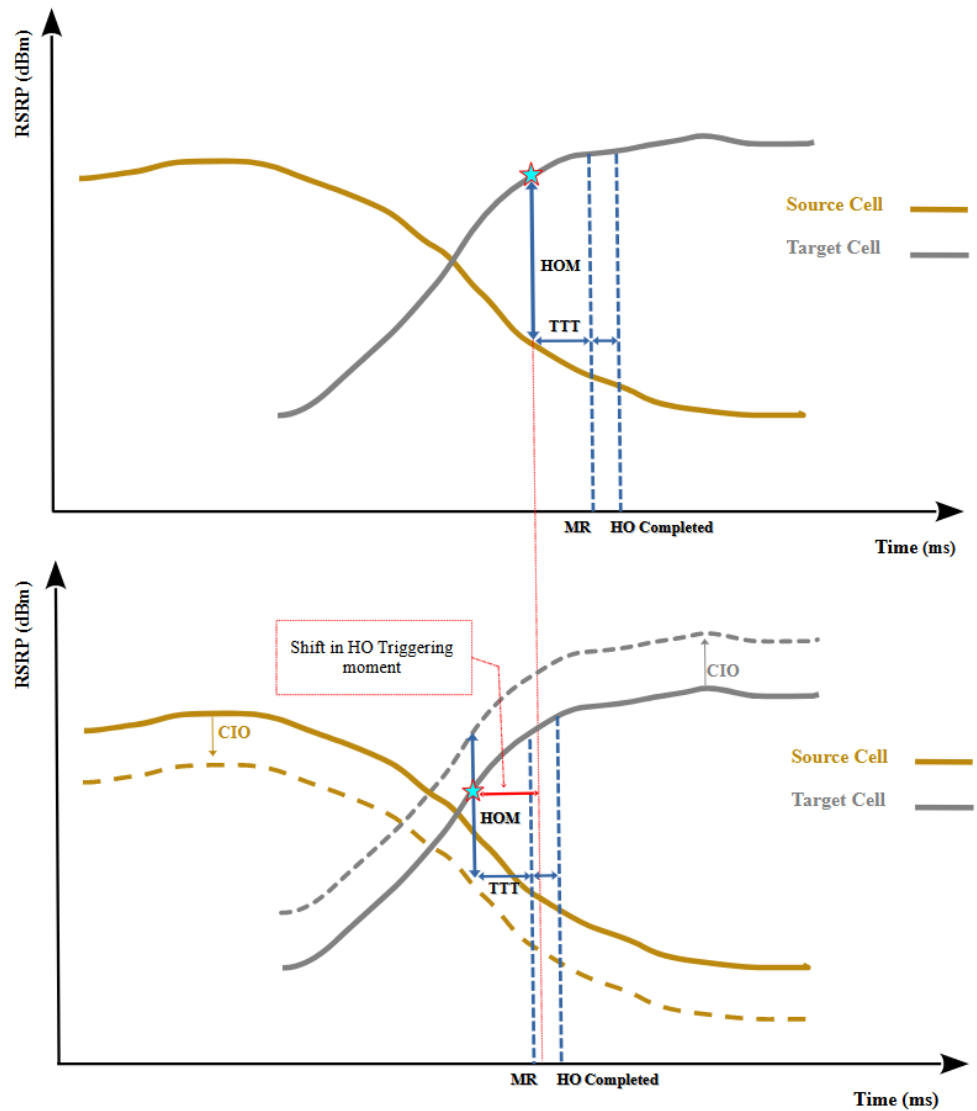 RSRP (dBm)
Source Cell
Target Cell
HOM
TTT
MR
HO Completed
Time (ms)
RSRP (dBm)
Shift in HO Triggering
moment
CIO
CIO
Source Cell
Target Cell
HOM
TTT
MR
HO Completed
Time (ms)